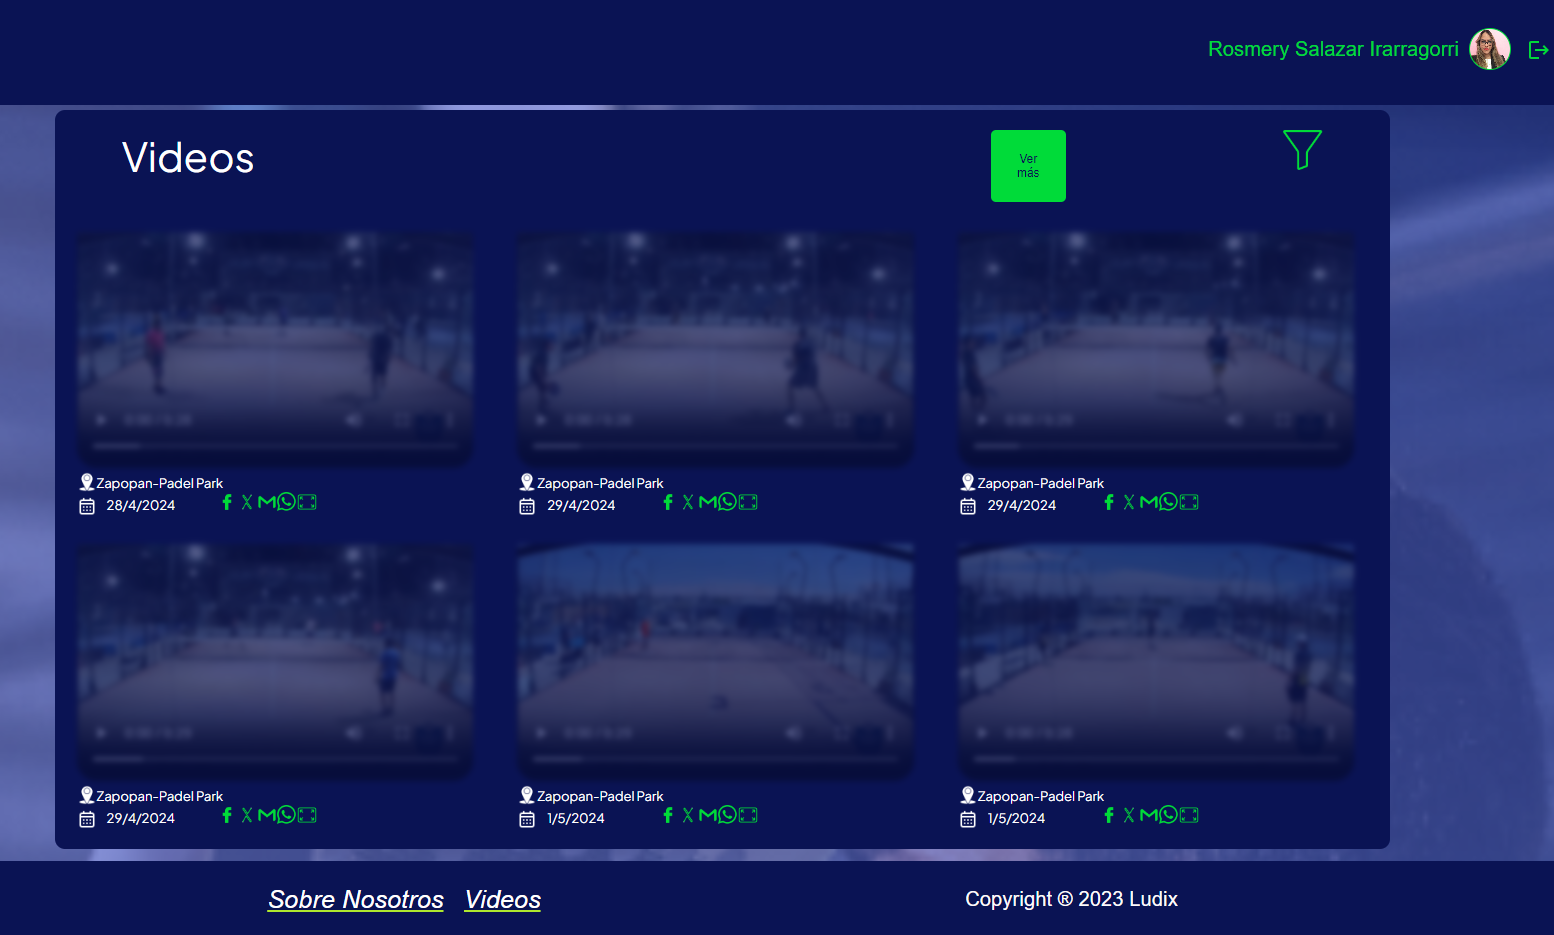 Rosmery Salazar Irarragorri
Videos
Ver
más
Zapopan-Padel Park
28/4/2024
Zapopan-Padel Park
29/4/2024
Zapopan-Padel Park
29/4/2024
Zapopan-Padel Park
29/4/2024
Zapopan-Padel Park
1/5/2024
Zapopan-Padel Park
1/5/2024
Sobre Nosotros Videos
Copyright ® 2023 Ludix